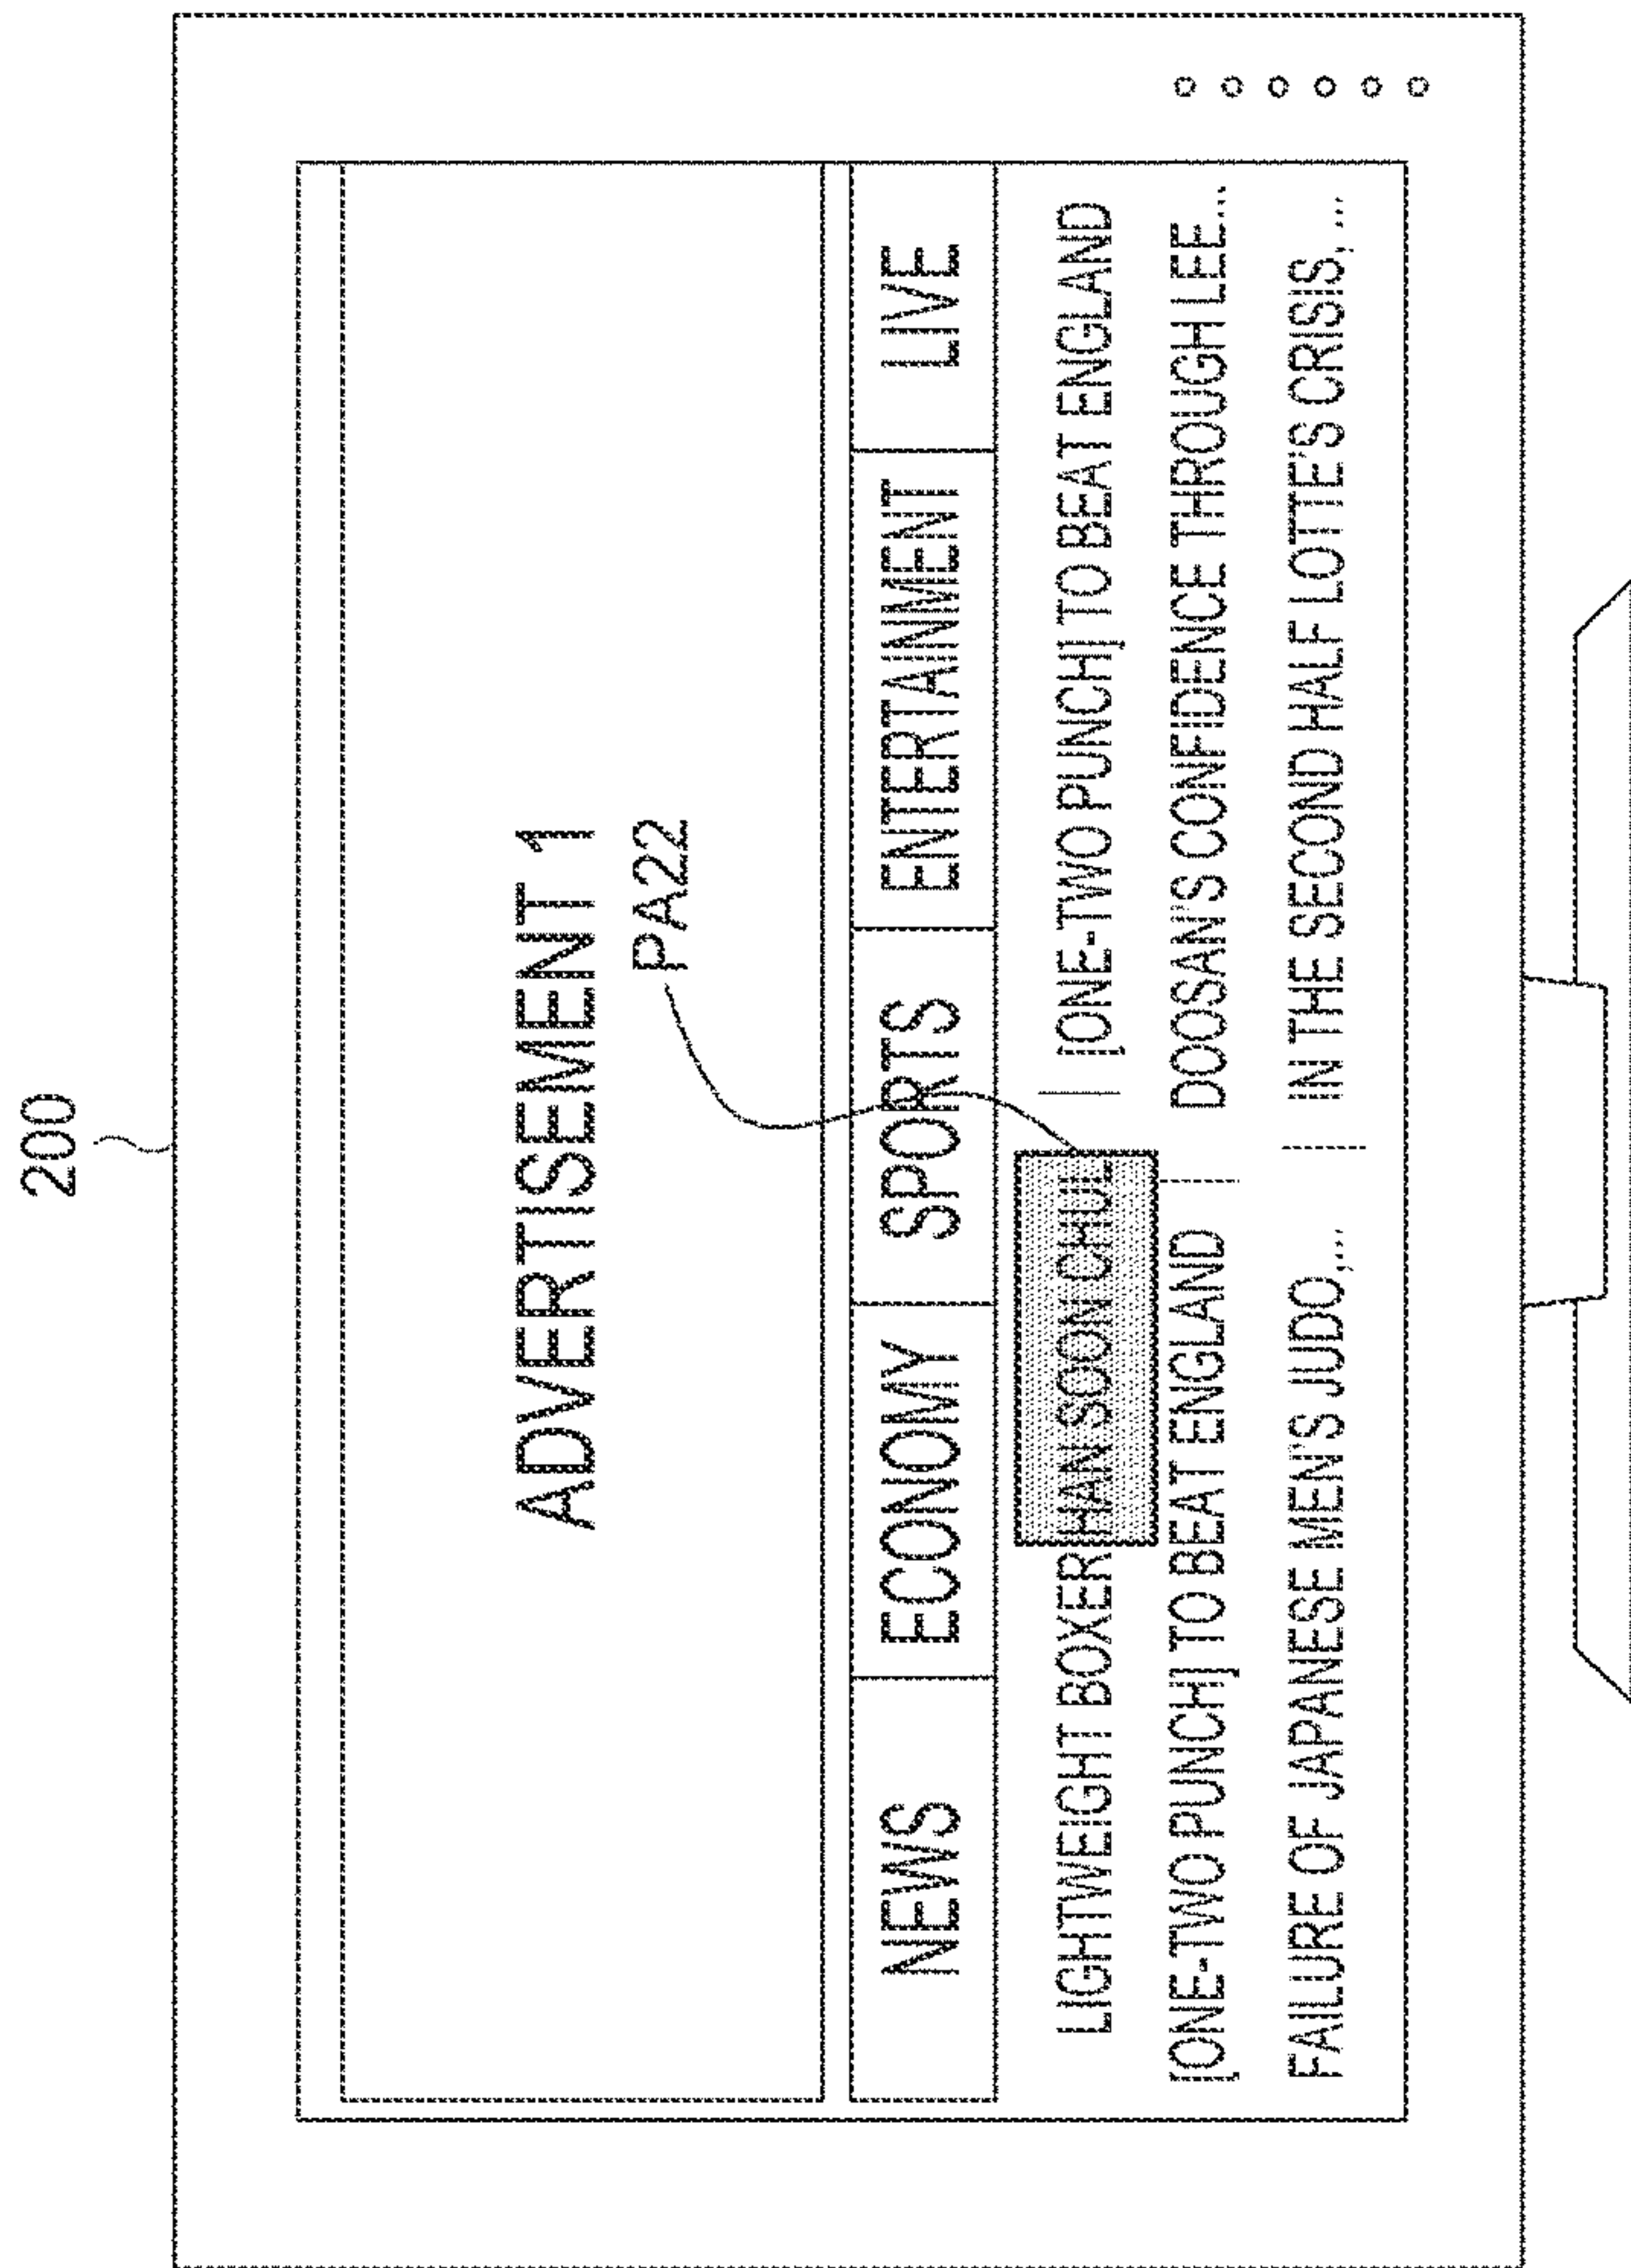 200
ADVERTISEMENT 1
PA22
NEWS ECONOMY SPORTS ENTERTAINMENT LIVE
LIGHTWEIGHT BOXER HAN SOON CHUL [ONE-TWO PUNCH] TO BEAT ENGLAND
[ONE-TWO PUNCH] TO BEAT ENGLAND DOOSAN'S CONFIDENCE THROUGH LEE...
FAILURE OF JAPANESE MEN'S JUDO,... IN THE SECOND HALF LOTTE'S CRISIS, ...